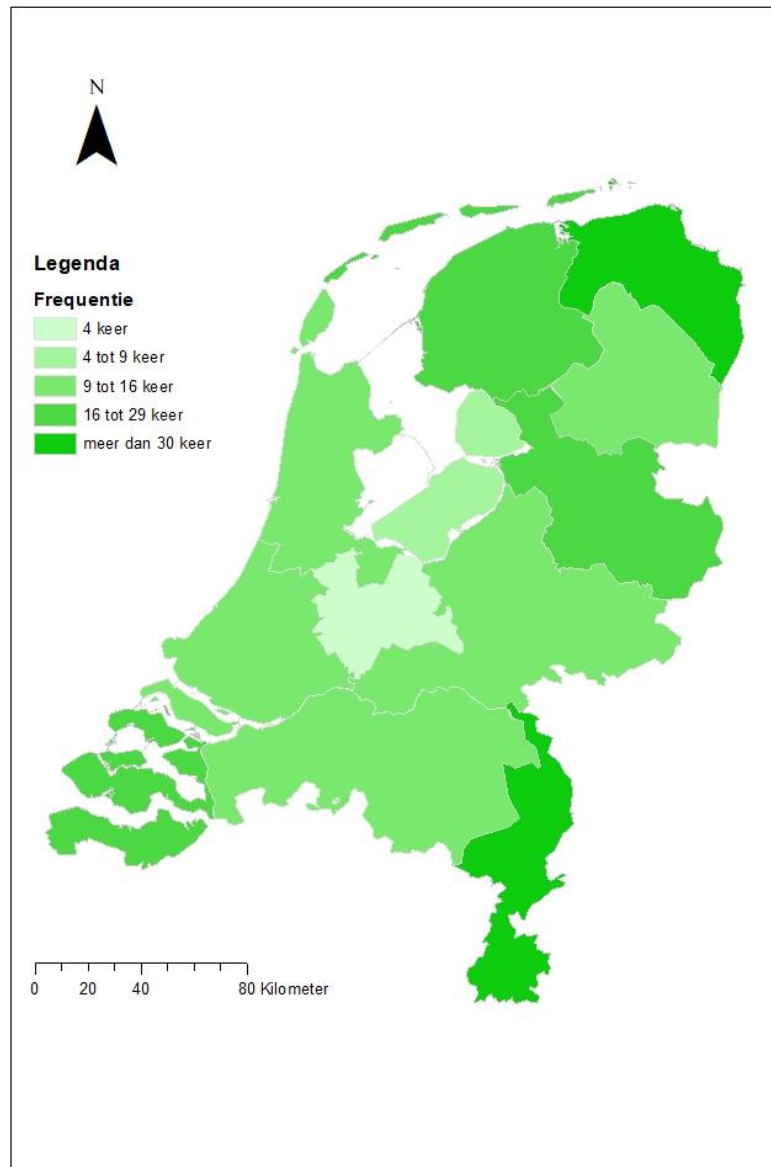 N
Legenda
Frequentie
4 keer
4 tot 9 keer
9 tot 16 keer
16 tot 29 keer
meer dan 30 keer
0 20 40 80 Kilometer